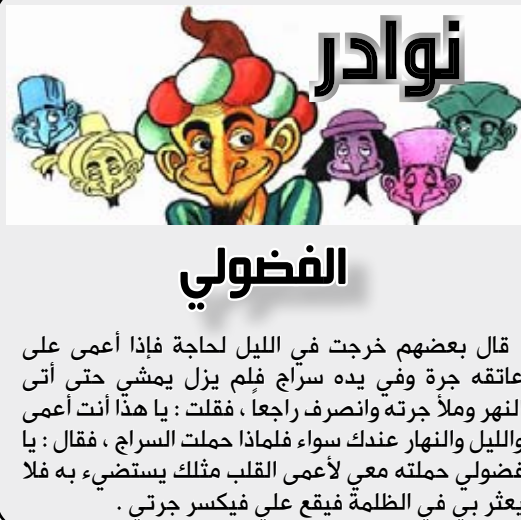 نوادر
الفضولي
قال بعضهم خرجت في الليل لحاجة فإذا أعمى على
عاتقه جرة وفي يده سراج فلم يزل يمشي حتى أتى
النهر وملأ جرته وانصرف راجعاً ، فقلت : يا هذا أنت أعمى
والليل والنهار عندك سواء فلماذا حملت السراج ، فقال : يا
فضولي حملته معي لأعمى القلب مثلك يستضيء به فلا
يعثر بي في الظلمة فيقع علي فيكسر جرتي .